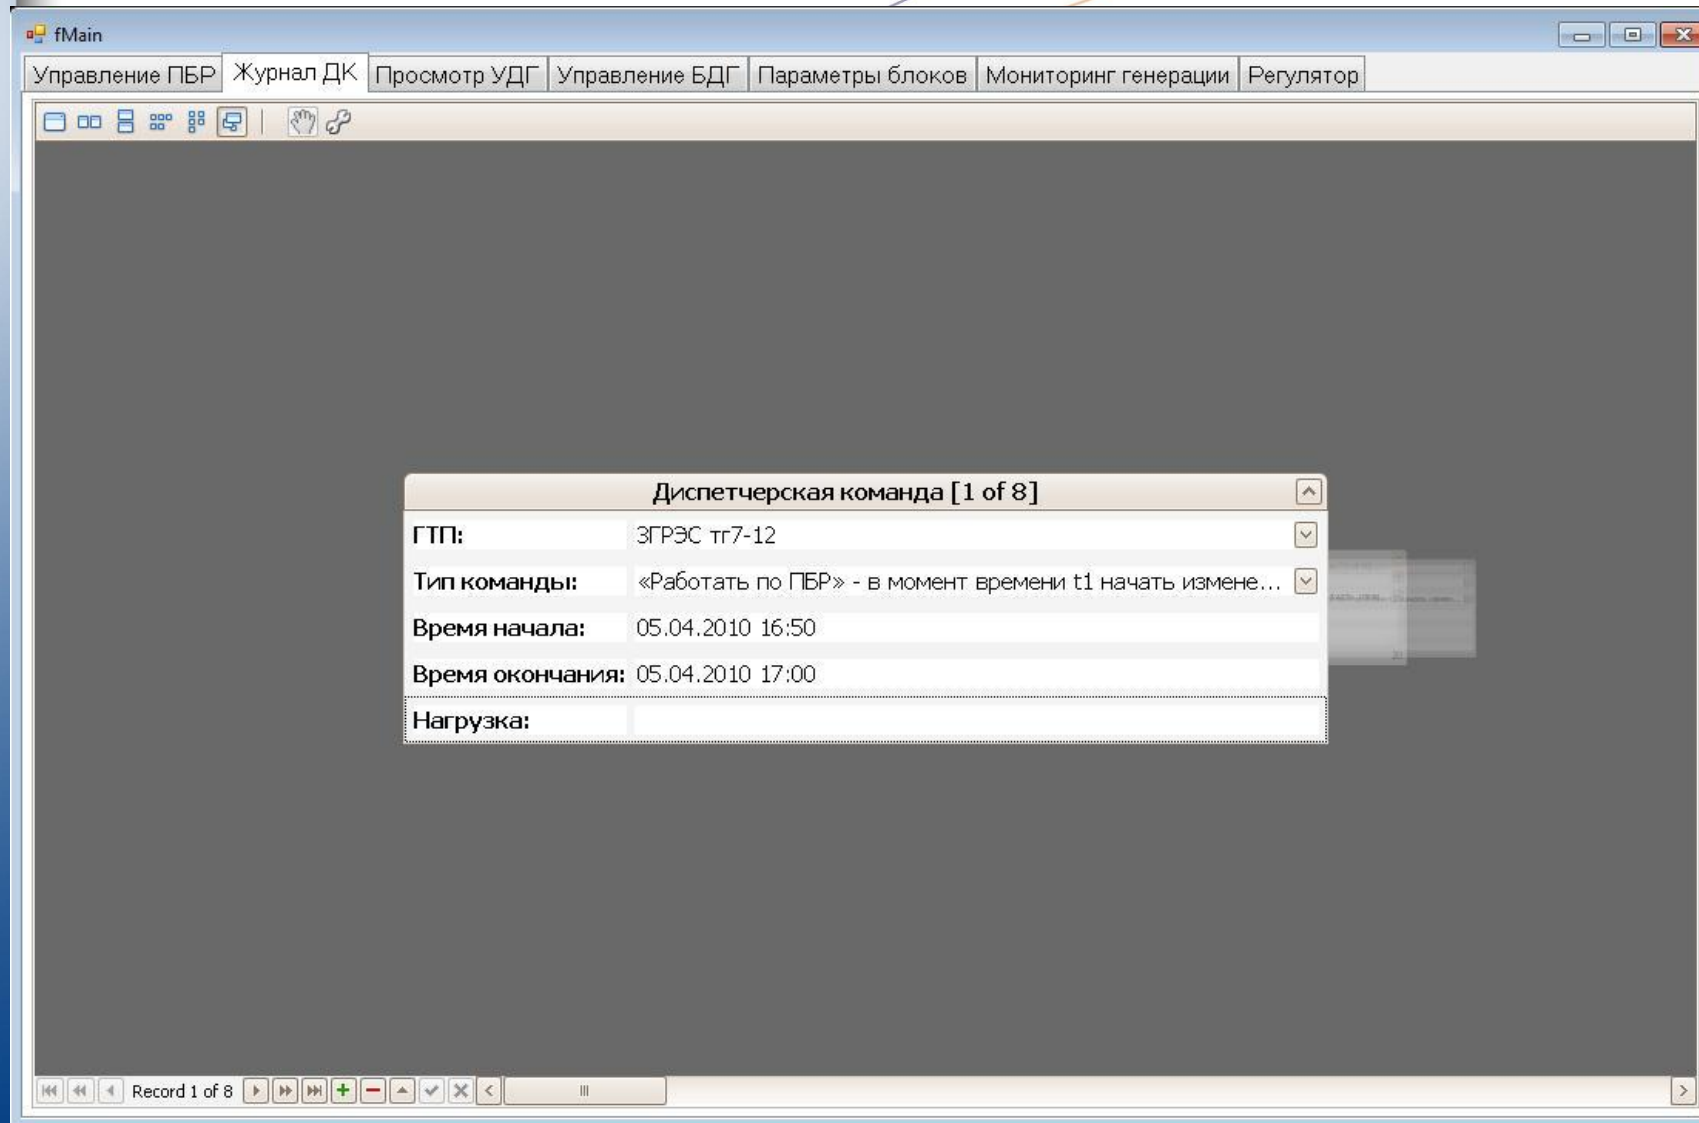 fMain
Управление ПБР Журнал ДК Просмотр УДГ Управление БДГ Параметры блоков Мониторинг генерации Регулятор
Диспетчерская команда [1 of 8]
ГТП: ЗГРЭС тг7-12
Тип команды: «Работать по ПБР» - в момент времени t1 начать измене...
Время начала: 05.04.2010 16:50
Время окончания: 05.04.2010 17:00
Нагрузка:
Record 1 of 8